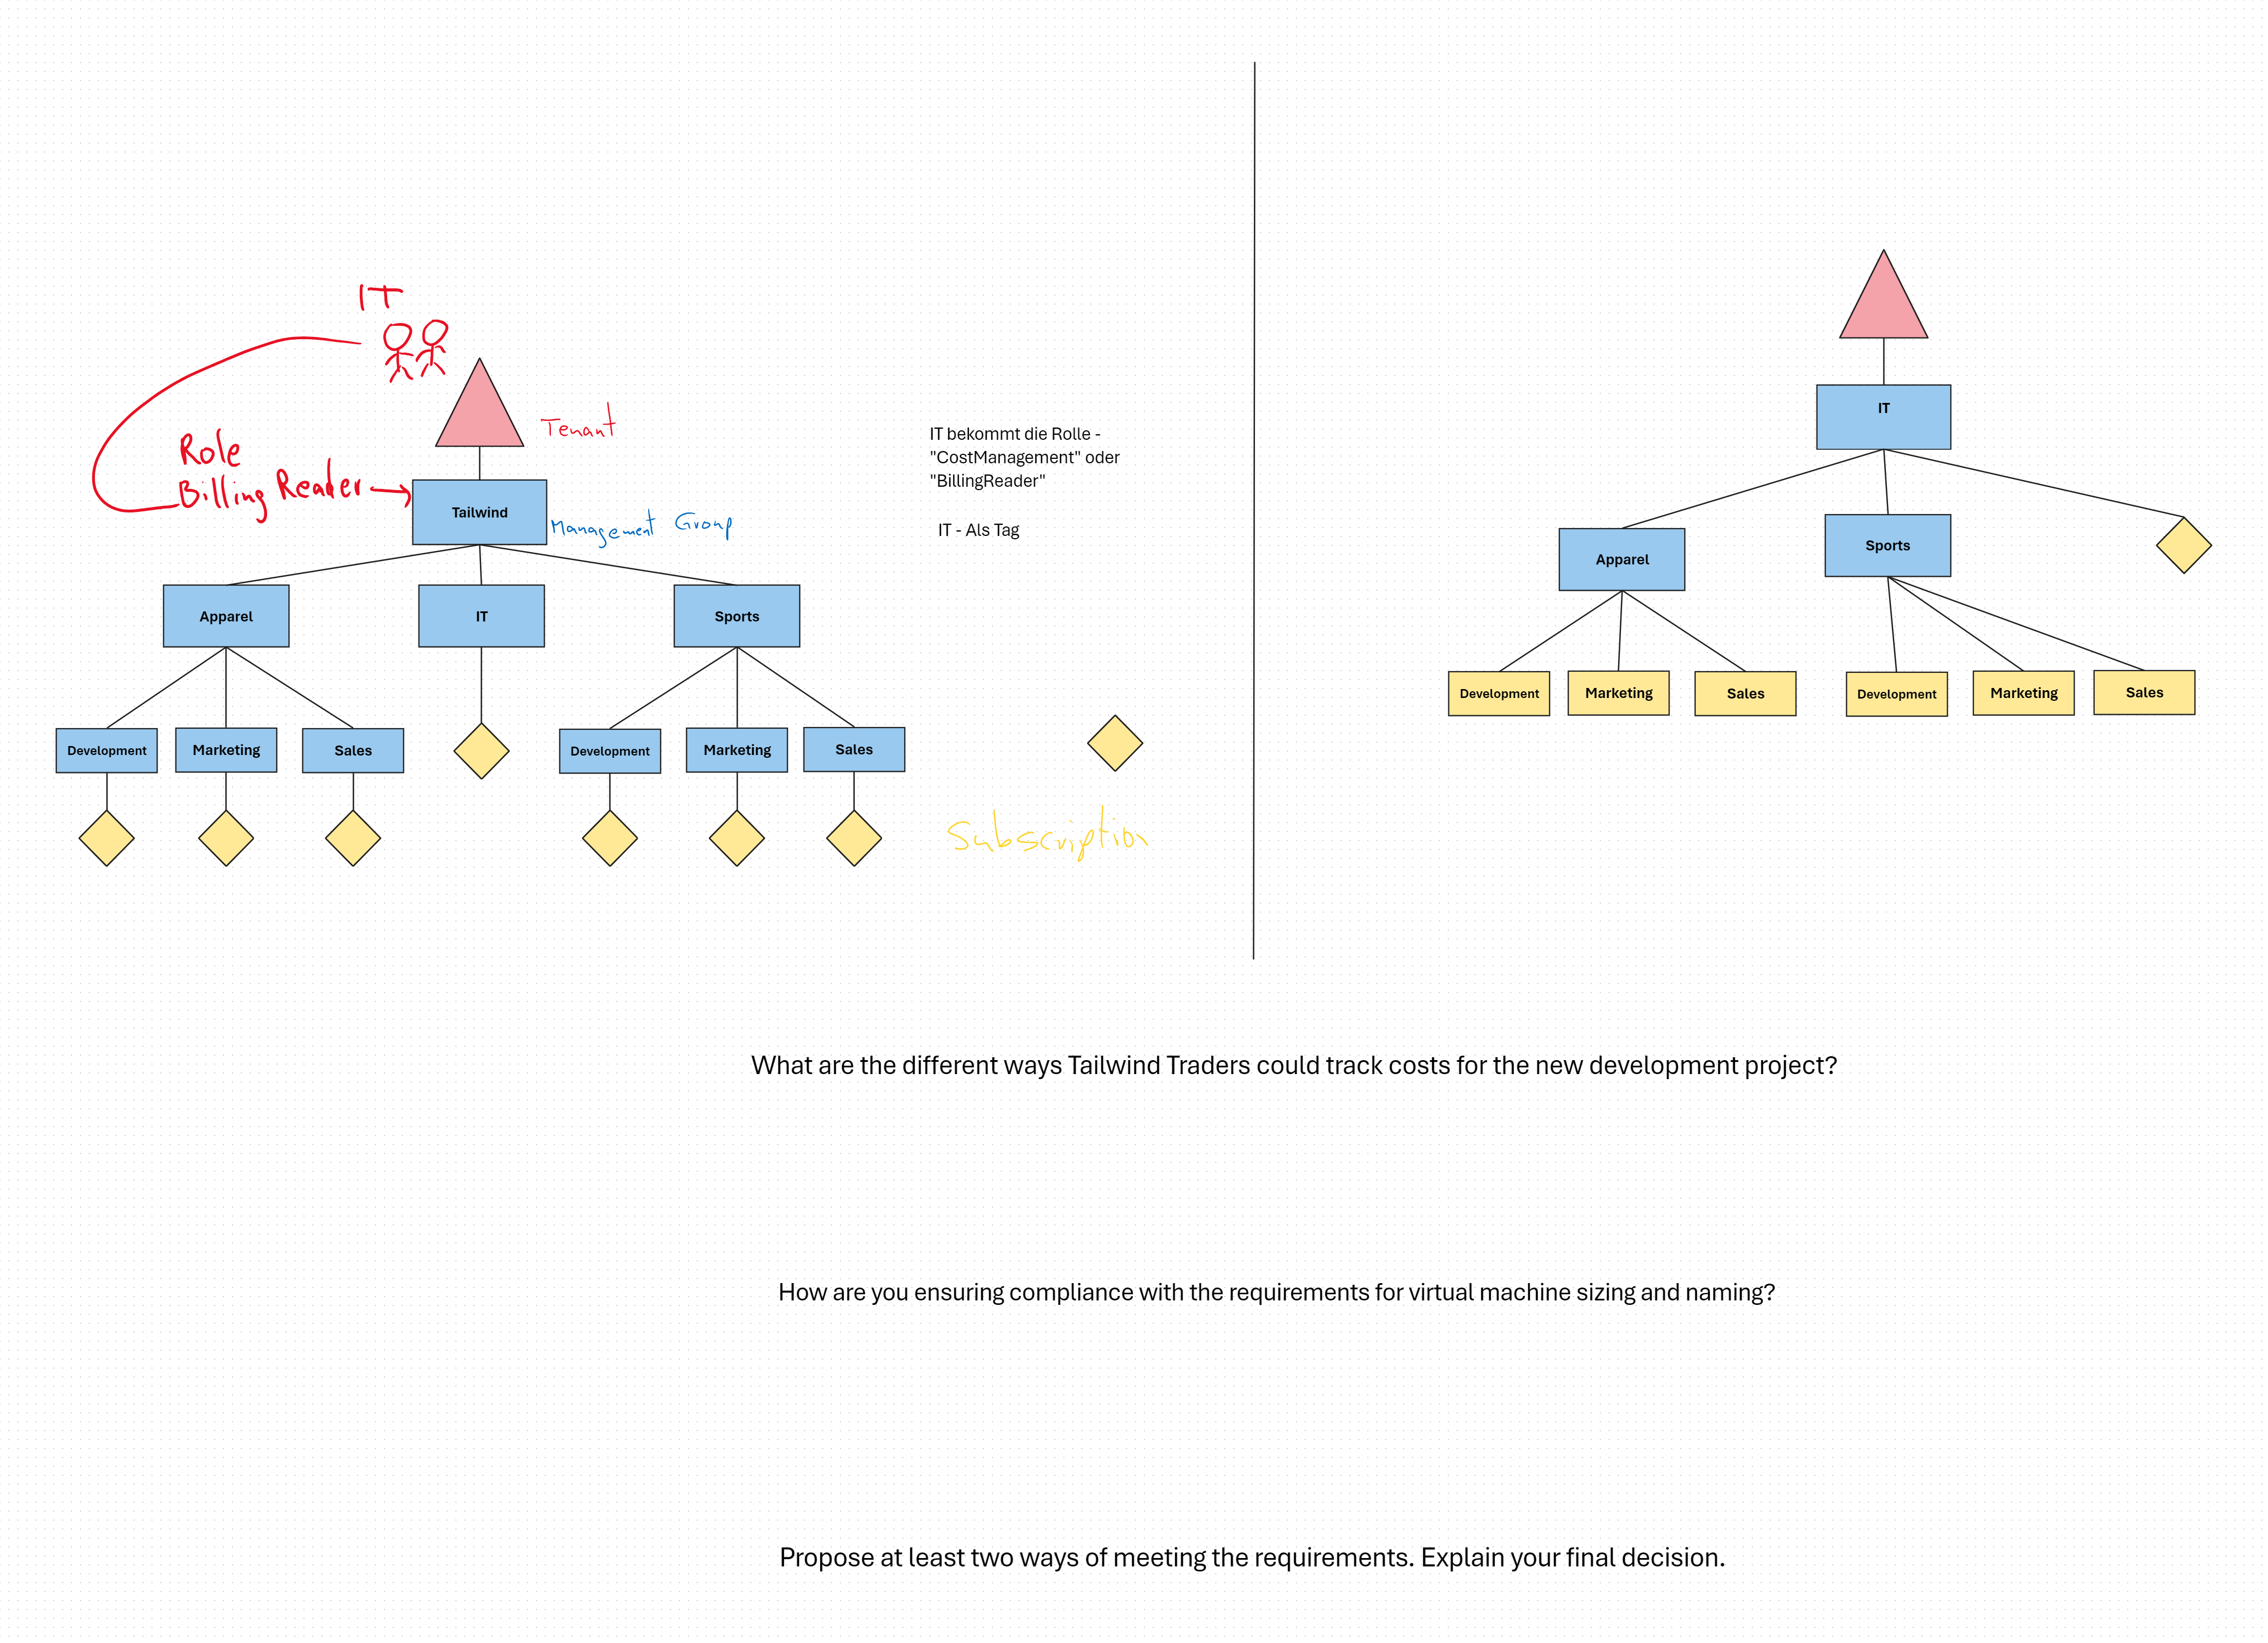 IT
Tenant
Role
Billing Reader
Tailwind
Management Group
Apparel
IT
Sports
Development
Marketing
Sales
Development
Marketing
Sales
IT bekommt die Rolle -
"CostManagement" oder
"BillingReader"
IT - Als Tag
Subscription
IT
Apparel
Sports
Development
Marketing
Sales
Development
Marketing
Sales
What are the different ways Tailwind Traders could track costs for the new development project?
How are you ensuring compliance with the requirements for virtual machine sizing and naming?
Propose at least two ways of meeting the requirements. Explain your final decision.